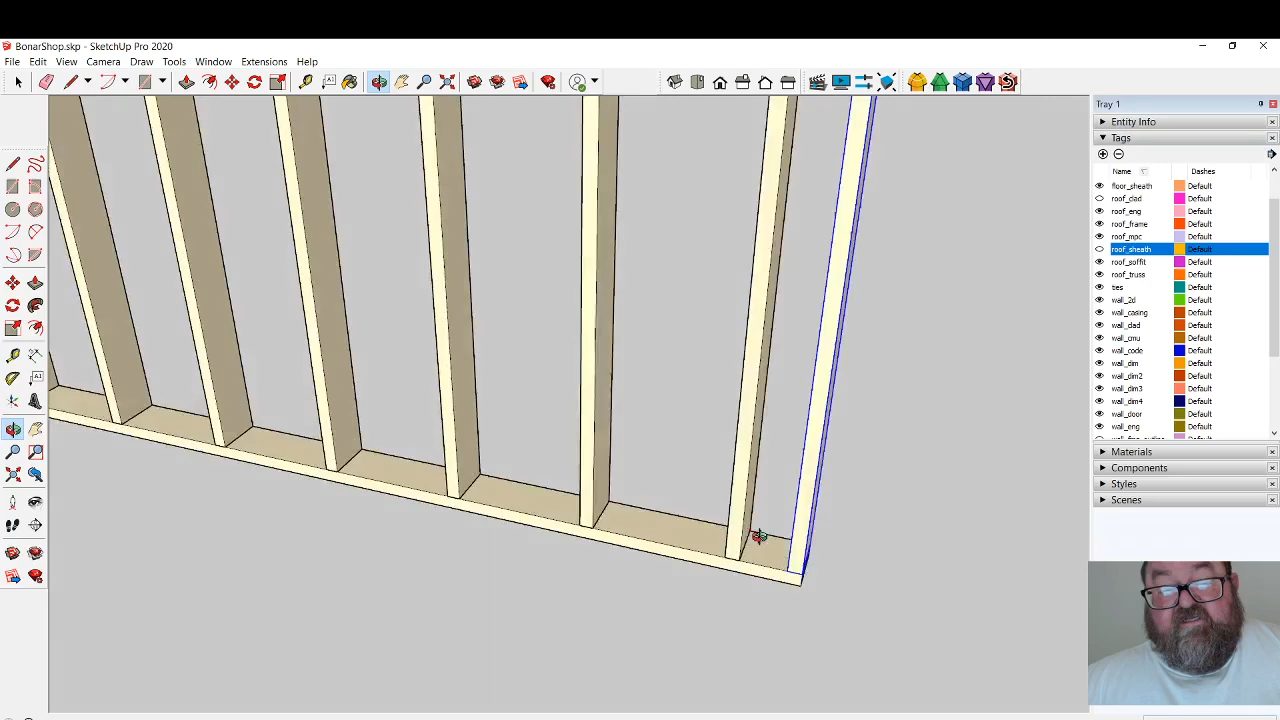 BonarShop.skp - SketchUp Pro 2020
File Edit View Camera Draw Tools Window Extensions Help
Tray 1
Entity Info
Tags
Name Dashes
floor_sheath Default
roof_clad Default
roof_eng Default
roof_frame Default
roof_mpc Default
roof_sheath Default
roof_soffit Default
roof_truss Default
ties Default
wall_2d Default
wall_casing Default
wall_clad Default
wall_cmu Default
wall_code Default
wall_dim Default
wall_dim2 Default
wall_dim3 Default
wall_dim4 Default
wall_door Default
wall_eng Default
Materials
Components
Styles
Scenes